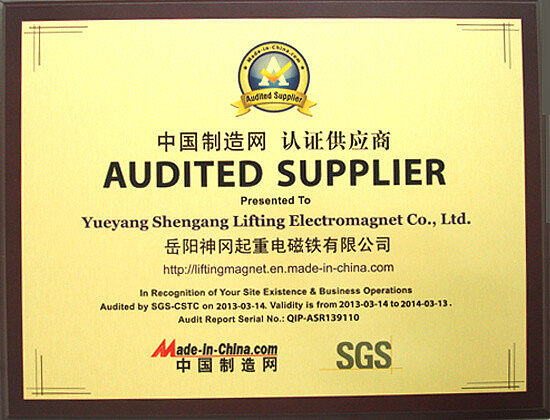 Made-in-China.com
A
Audited Supplier
中国制造网 认证供应商
AUDITED SUPPLIER
Presented To
Yueyang Shengang Lifting Electromagnet Co., Ltd.
岳阳神冈起重电磁铁有限公司
http://liftingmagnet.en.made-in-china.com
In Recognition of Your Site Existence & Business Operations
Audited by SGS-CSTC on 2013-03-14. Validity is from 2013-03-14 to 2014-03-13.
Audit Report Serial No.: QIP-ASR139110
Made-in-China.com
中国制造网
SGS